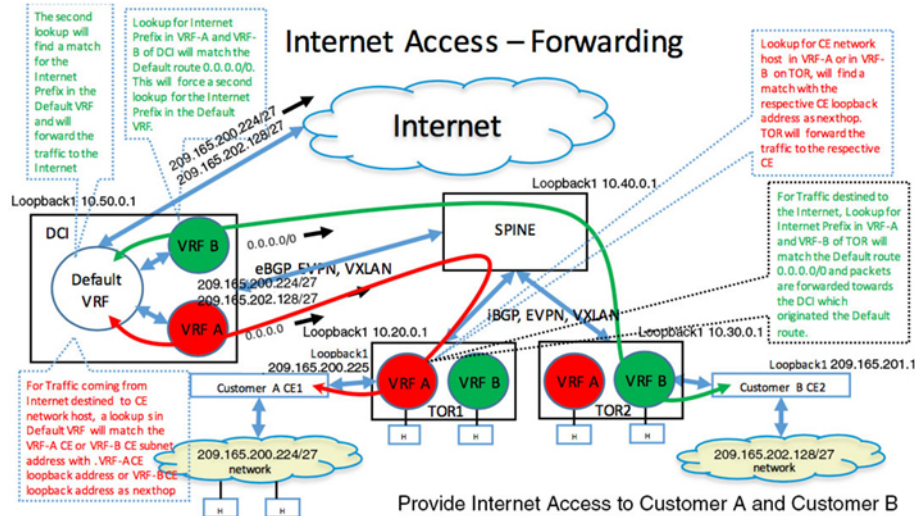 Internet Access – Forwarding
The second
lookup will
find a match
for the
Internet
Prefix in the
Default VRF
and will
forward the
traffic to the
Internet
Lookup for Internet
Prefix in VRF-A and VRF-
B of DCI will match the
Default route 0.0.0.0/0.
This will force a second
lookup for the Internet
Prefix in the Default
VRF.
209.165.200.224/27
209.165.202.128/27
Internet
Lookup for CE network
host in VRF-A or in VRF-
B on TOR, will find a
match with the
respective CE loopback
address as nexthop.
TOR will forward the
traffic to the respective
CE
Loopback1 10.50.0.1
DCI
Default
VRF
VRF B
VRF A
0.0.0.0/0
eBGP, EVPN, VXLAN
209.165.200.224/27
209.165.202.128/27
0.0.0.0
Loopback1 10.40.0.1
SPINE
iBGP, EVPN, VXLAN
For Traffic destined to
the Internet, Lookup for
Internet Prefix in VRF-A
and VRF-B of TOR will
match the Default route
0.0.0.0/0 and packets
are forwarded towards
the DCI which
originated the Default
route.
Loopback1 10.20.0.1
Loopback1 10.30.0.1
Loopback1
209.165.200.225
Loopback1 209.165.201.1
Customer A CE1
VRF A
VRF B
TOR1
H
H
VRF A
VRF B
TOR2
H
H
Customer B CE2
For Traffic coming from
Internet destined to CE
network host, a lookup s in
Default VRF will match the
VRF-A CE or VRF-B CE subnet
address with .VRF-ACE
loopback address or VRF-BCE
loopback address as nexthop
209.165.200.224/27
network
H
H
209.165.202.128/27
network
Provide Internet Access to Customer A and Customer B